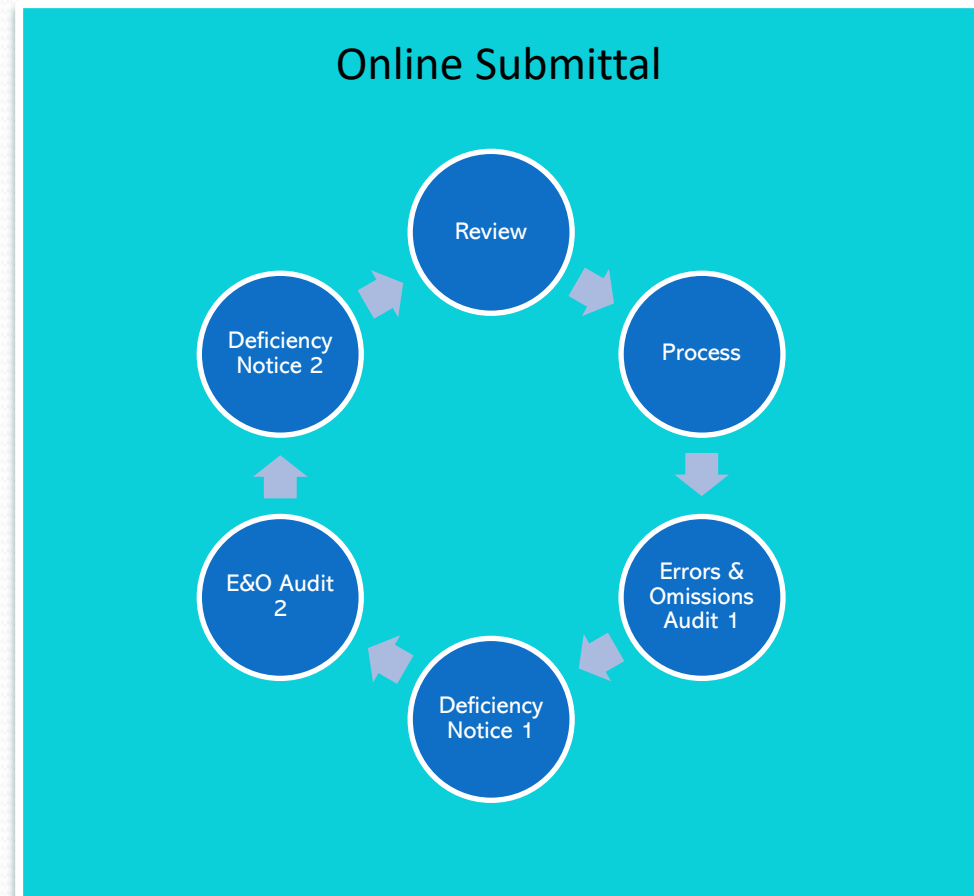 Online Submittal
Review
Process
Errors &
Omissions
Audit 1
Deficiency
Notice 1
E&O Audit
2
Deficiency
Notice 2